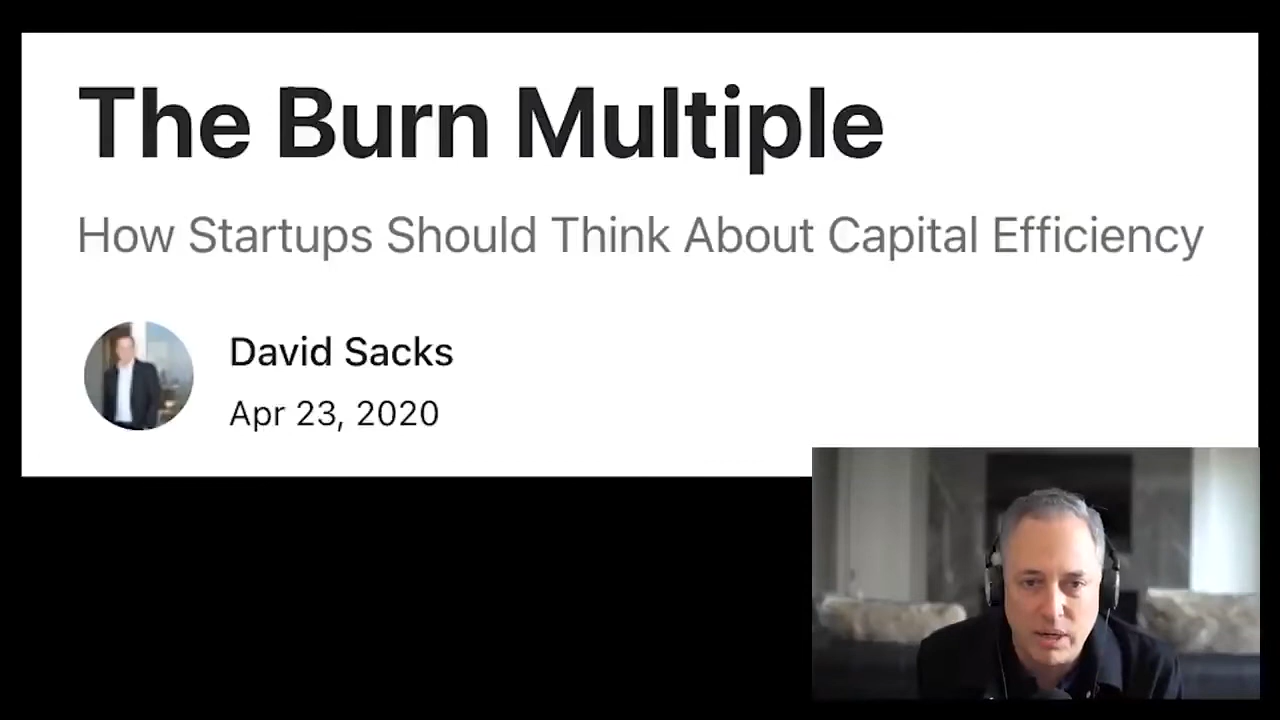 The Burn Multiple
How Startups Should Think About Capital Efficiency
David Sacks
Apr 23, 2020